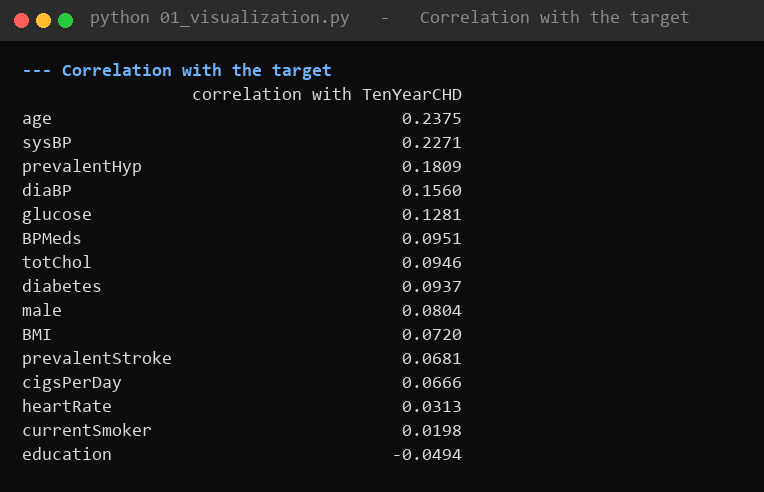 python 01_visualization.py   -   Correlation with the target
--- Correlation with the target
                 correlation with TenYearCHD
age                                   0.2375
sysBP                                 0.2271
prevalentHyp                          0.1809
diaBP                                 0.1560
glucose                               0.1281
BPMeds                                0.0951
totChol                               0.0946
diabetes                              0.0937
male                                  0.0804
BMI                                   0.0720
prevalentStroke                       0.0681
cigsPerDay                            0.0666
heartRate                             0.0313
currentSmoker                         0.0198
education                            -0.0494